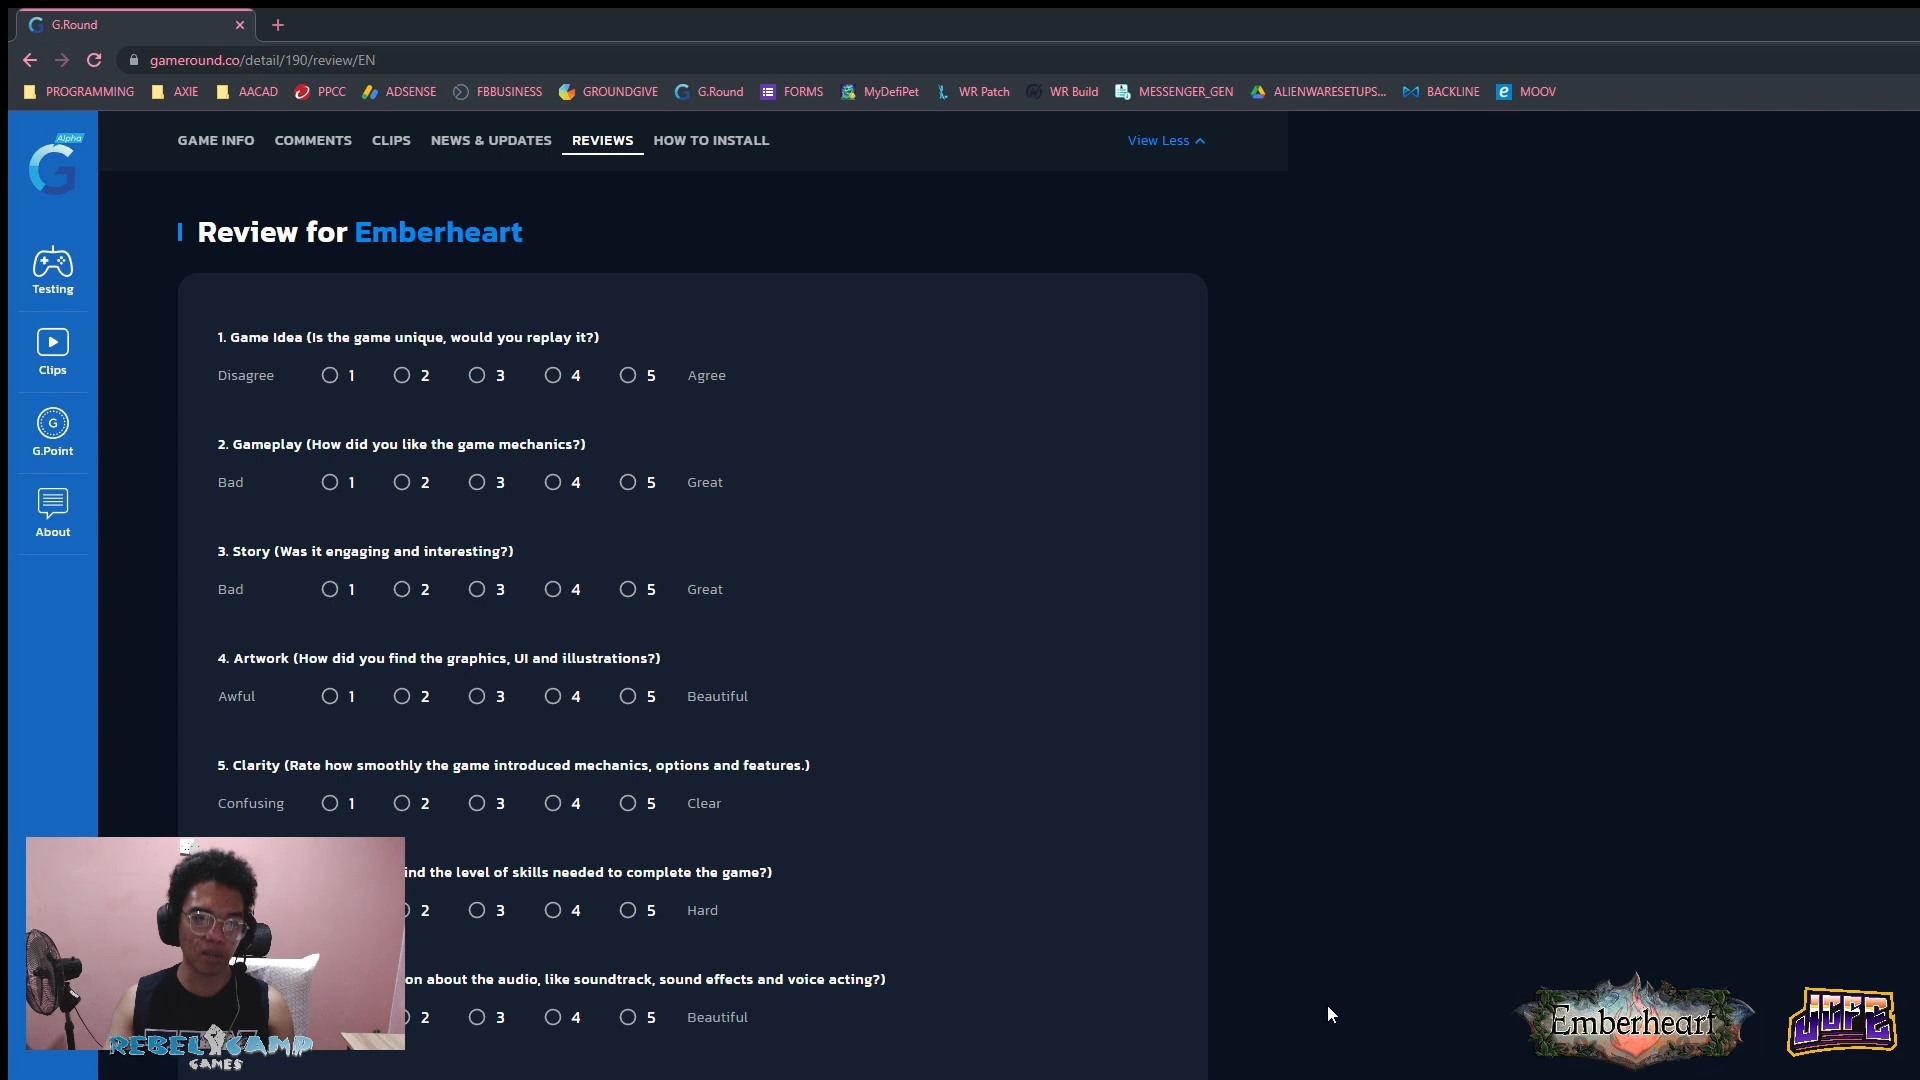 G.Round
gameround.co/detail/190/review/EN
PROGRAMMING AXIE AACAD PPCC ADSENSE FBBUSINESS GROUNDGIVE G.Round FORMS MyDefiPet WR Patch WR Build MESSENGER_GEN ALIENWARESETUPS... BACKLINE MOOV
Alpha
G
GAME INFO COMMENTS CLIPS NEWS & UPDATES REVIEWS HOW TO INSTALL View Less
Testing
Clips
G
G.Point
About
Review for Emberheart
1. Game Idea (Is the game unique, would you replay it?)
Disagree 1 2 3 4 5 Agree
2. Gameplay (How did you like the game mechanics?)
Bad 1 2 3 4 5 Great
3. Story (Was it engaging and interesting?)
Bad 1 2 3 4 5 Great
4. Artwork (How did you find the graphics, UI and illustrations?)
Awful 1 2 3 4 5 Beautiful
5. Clarity (Rate how smoothly the game introduced mechanics, options and features.)
Confusing 1 2 3 4 5 Clear
ind the level of skills needed to complete the game?)
2 3 4 5 Hard
on about the audio, like soundtrack, sound effects and voice acting?)
2 3 4 5 Beautiful
REBEL CAMP
GAMES
Emberheart